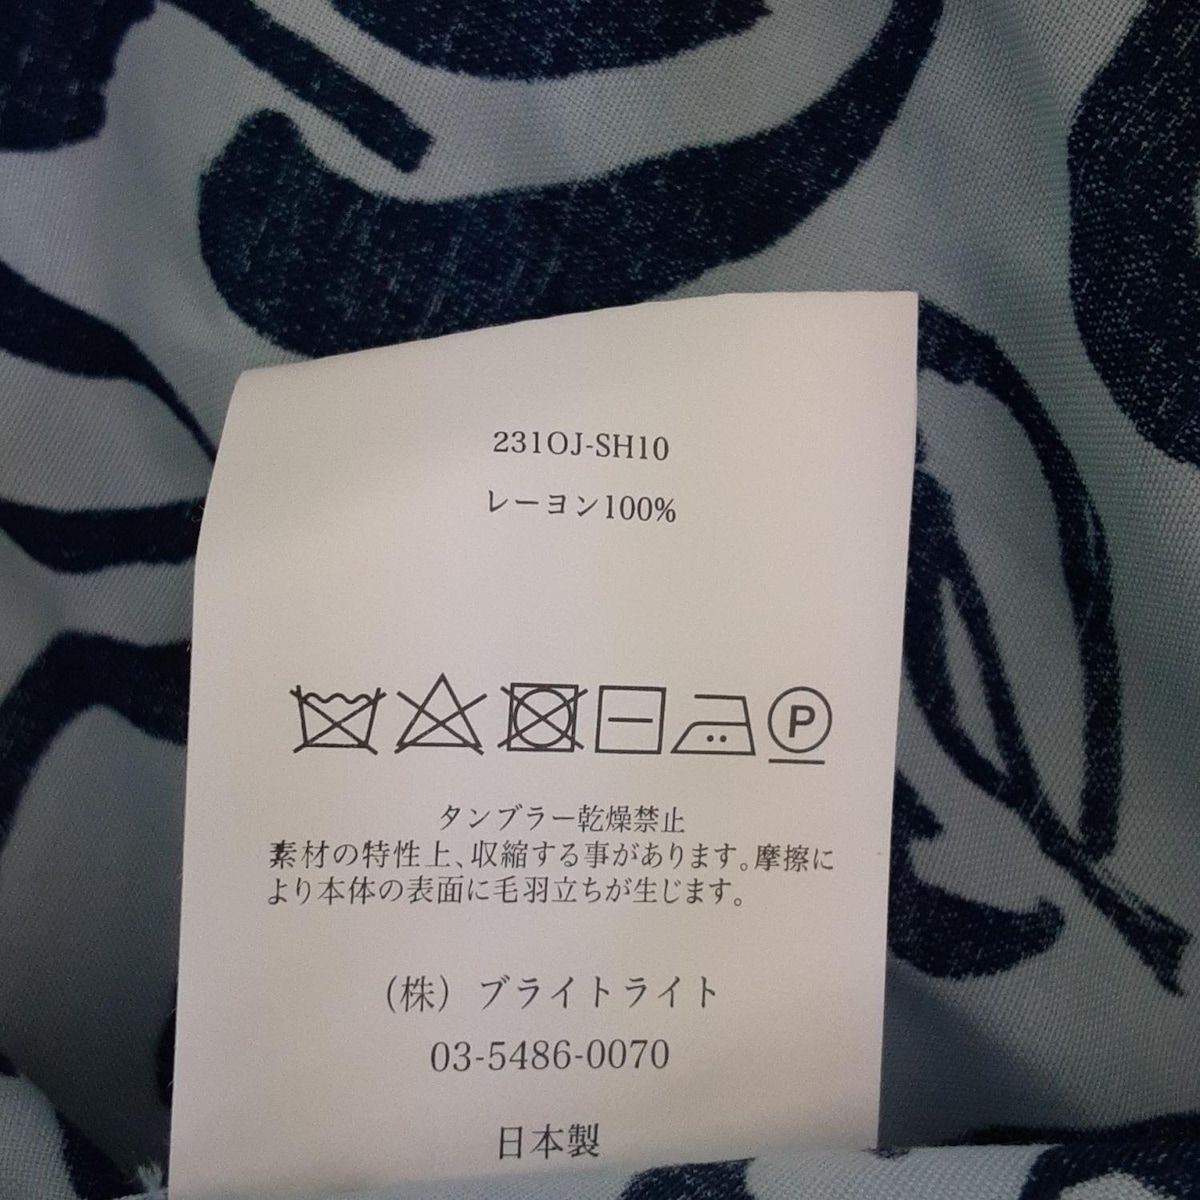 231OJ-SH10
レーヨン100%
P
タンブラー乾燥禁止
素材の特性上、収縮する事があります。摩擦に
より本体の表面に毛羽立ちが生じます。
(株) ブライトライト
03-5486-0070
日本製